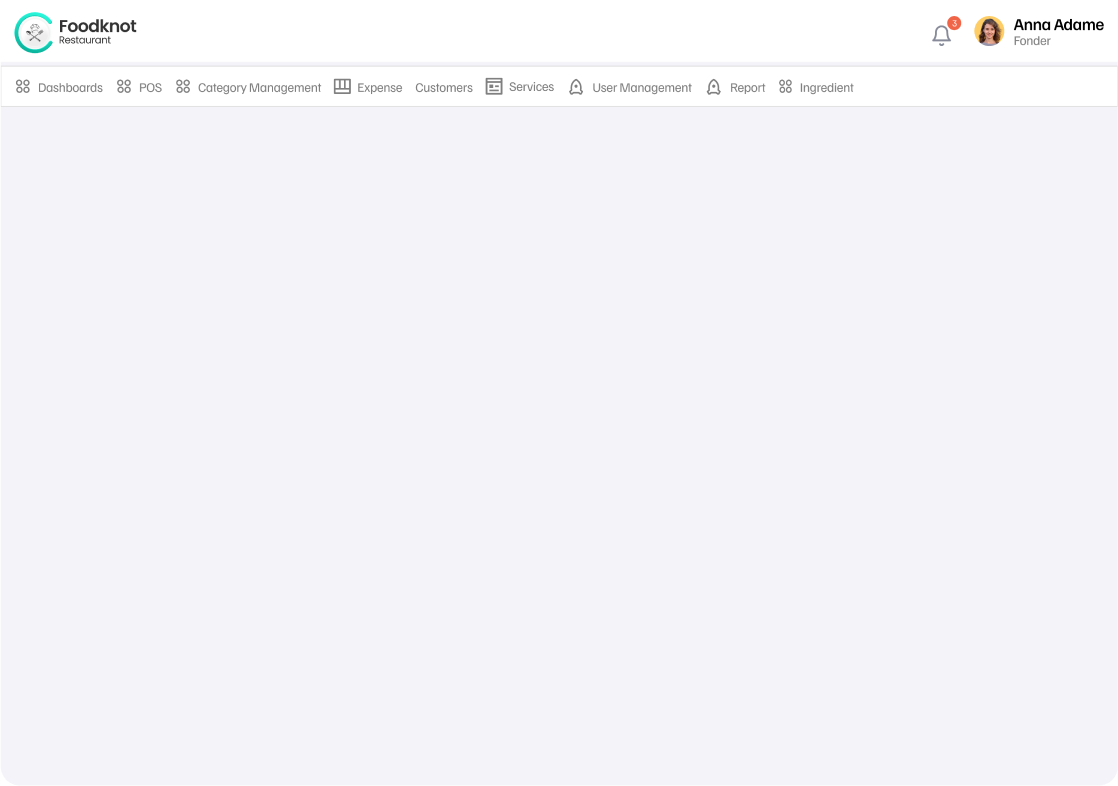 Foodknot
Restaurant
3
Anna Adame
Fonder
Dashboards POS Category Management Expense Customers Services User Management Report Ingredient